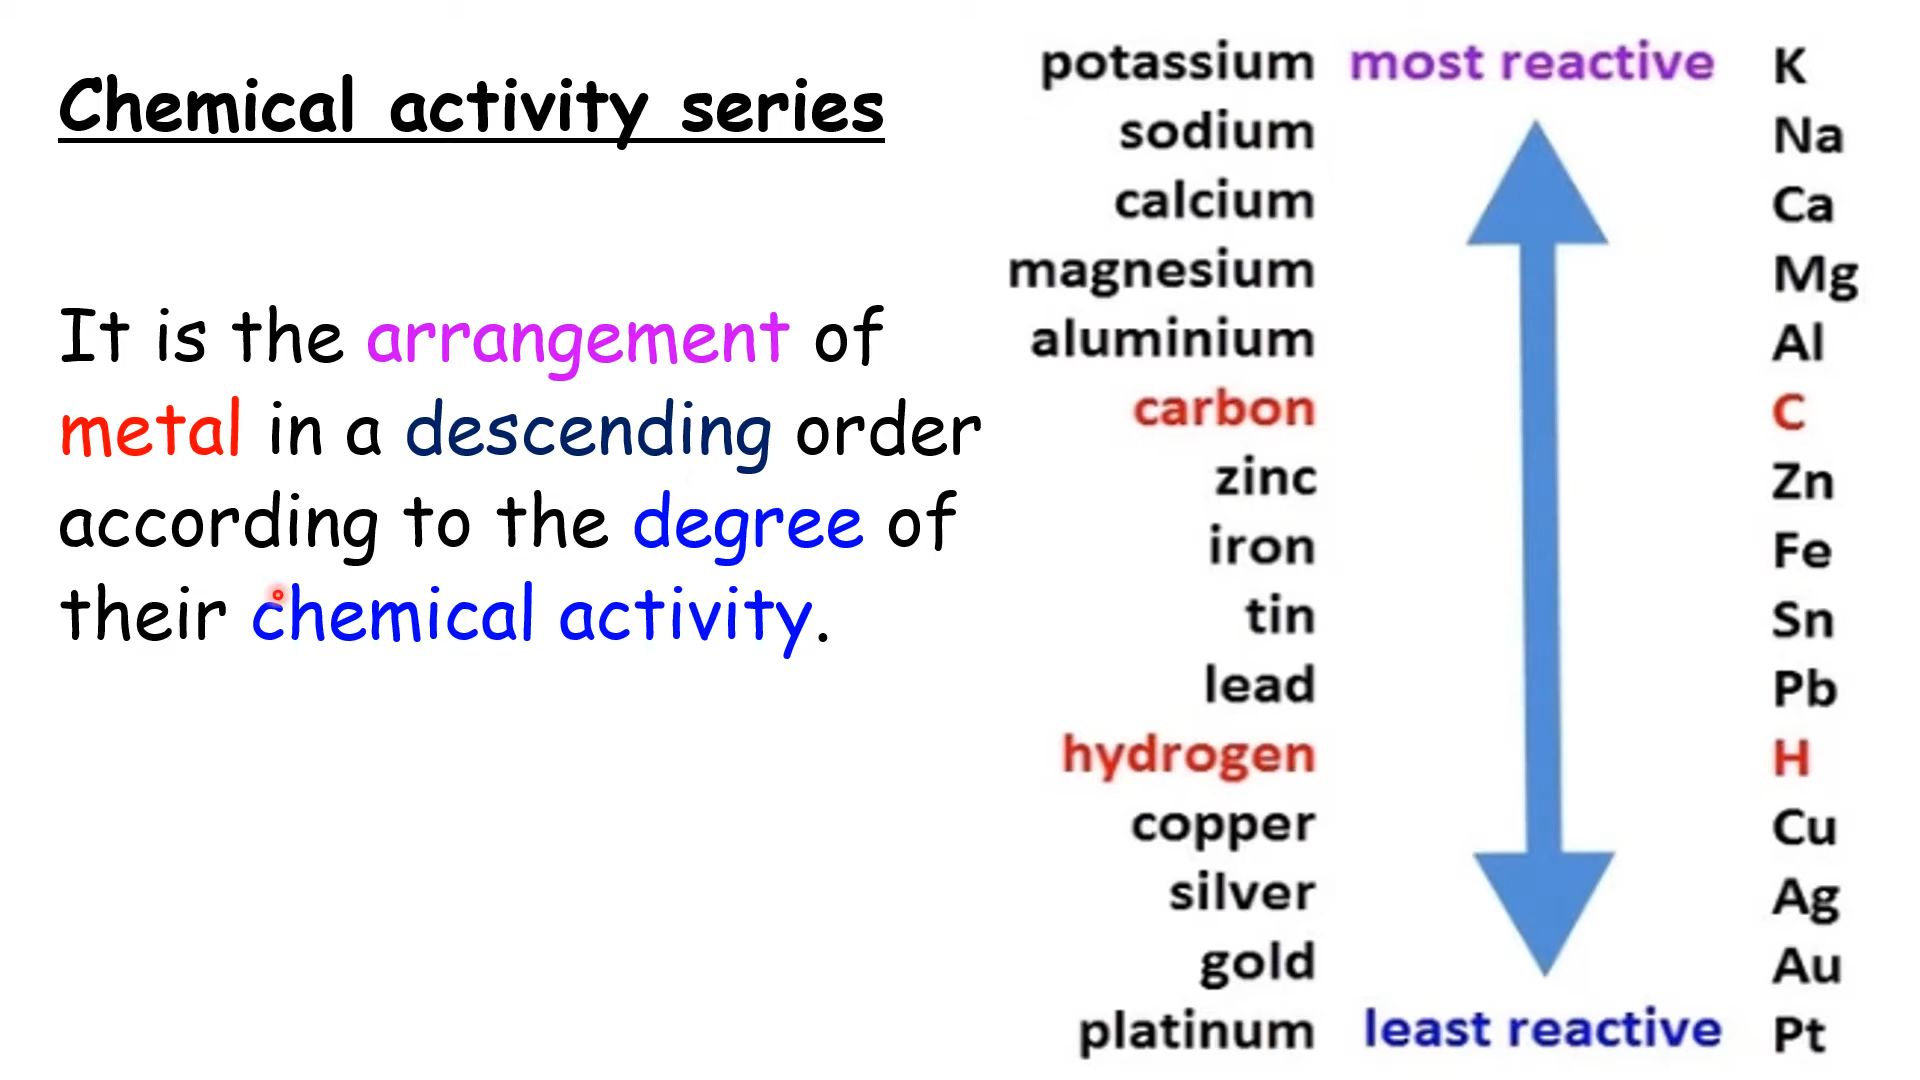 Chemical activity series
It is the arrangement of
metal in a descending order
according to the degree of
their chemical activity.
potassium most reactive K
sodium Na
calcium Ca
magnesium Mg
aluminium Al
carbon C
zinc Zn
iron Fe
tin Sn
lead Pb
hydrogen H
copper Cu
silver Ag
gold Au
platinum least reactive Pt